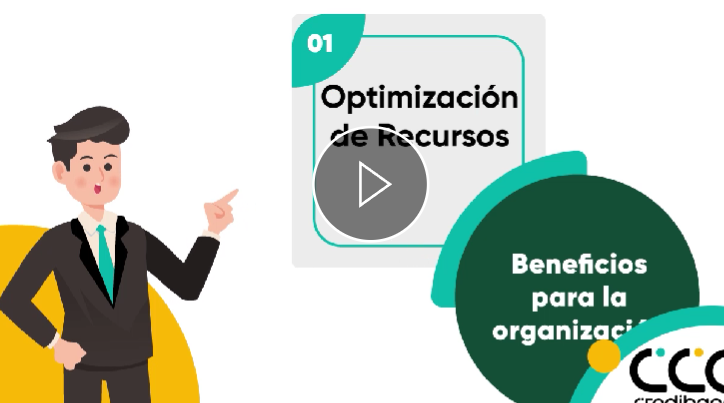 01
Optimización
de Recursos
Beneficios
para la